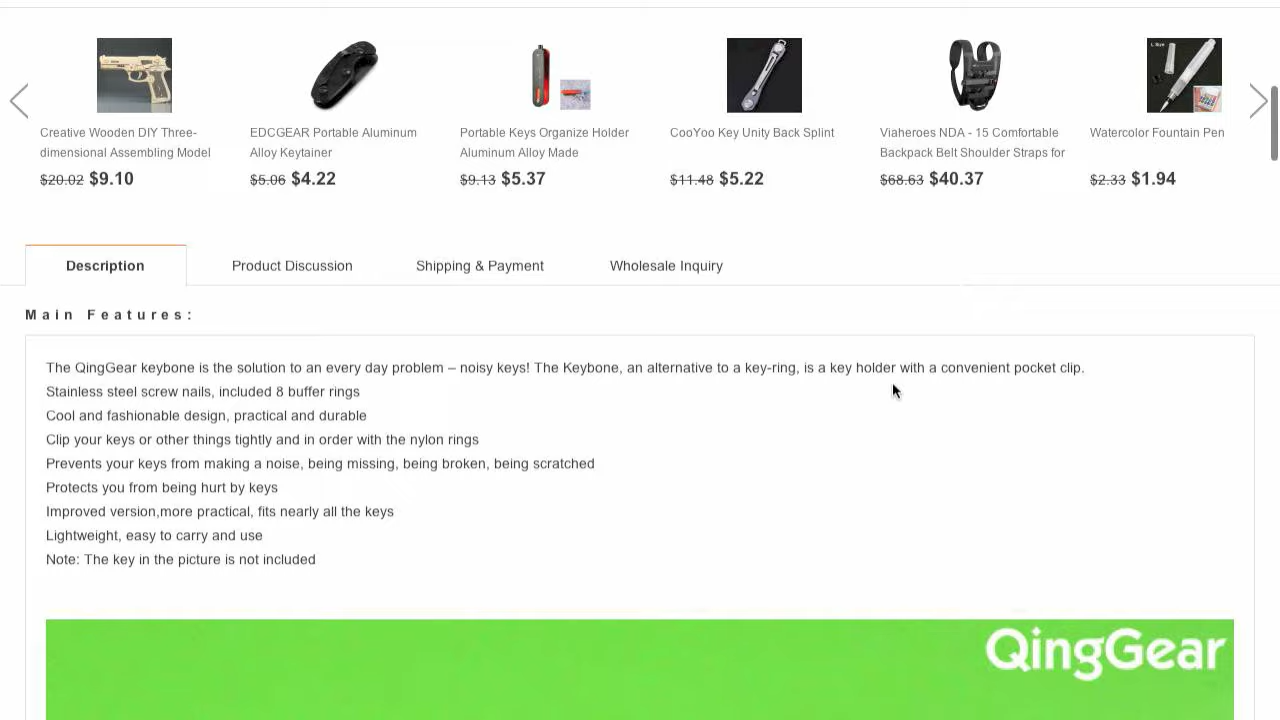 L Size
Creative Wooden DIY Three-
dimensional Assembling Model
$20.02 $9.10
EDCGEAR Portable Aluminum
Alloy Keytainer
$5.06 $4.22
Portable Keys Organize Holder
Aluminum Alloy Made
$9.13 $5.37
CooYoo Key Unity Back Splint
$11.48 $5.22
Viaheroes NDA - 15 Comfortable
Backpack Belt Shoulder Straps for
$68.63 $40.37
Watercolor Fountain Pen
$2.33 $1.94
Description
Product Discussion
Shipping & Payment
Wholesale Inquiry
Main Features:
The QingGear keybone is the solution to an every day problem – noisy keys! The Keybone, an alternative to a key-ring, is a key holder with a convenient pocket clip.
Stainless steel screw nails, included 8 buffer rings
Cool and fashionable design, practical and durable
Clip your keys or other things tightly and in order with the nylon rings
Prevents your keys from making a noise, being missing, being broken, being scratched
Protects you from being hurt by keys
Improved version,more practical, fits nearly all the keys
Lightweight, easy to carry and use
Note: The key in the picture is not included
QingGear